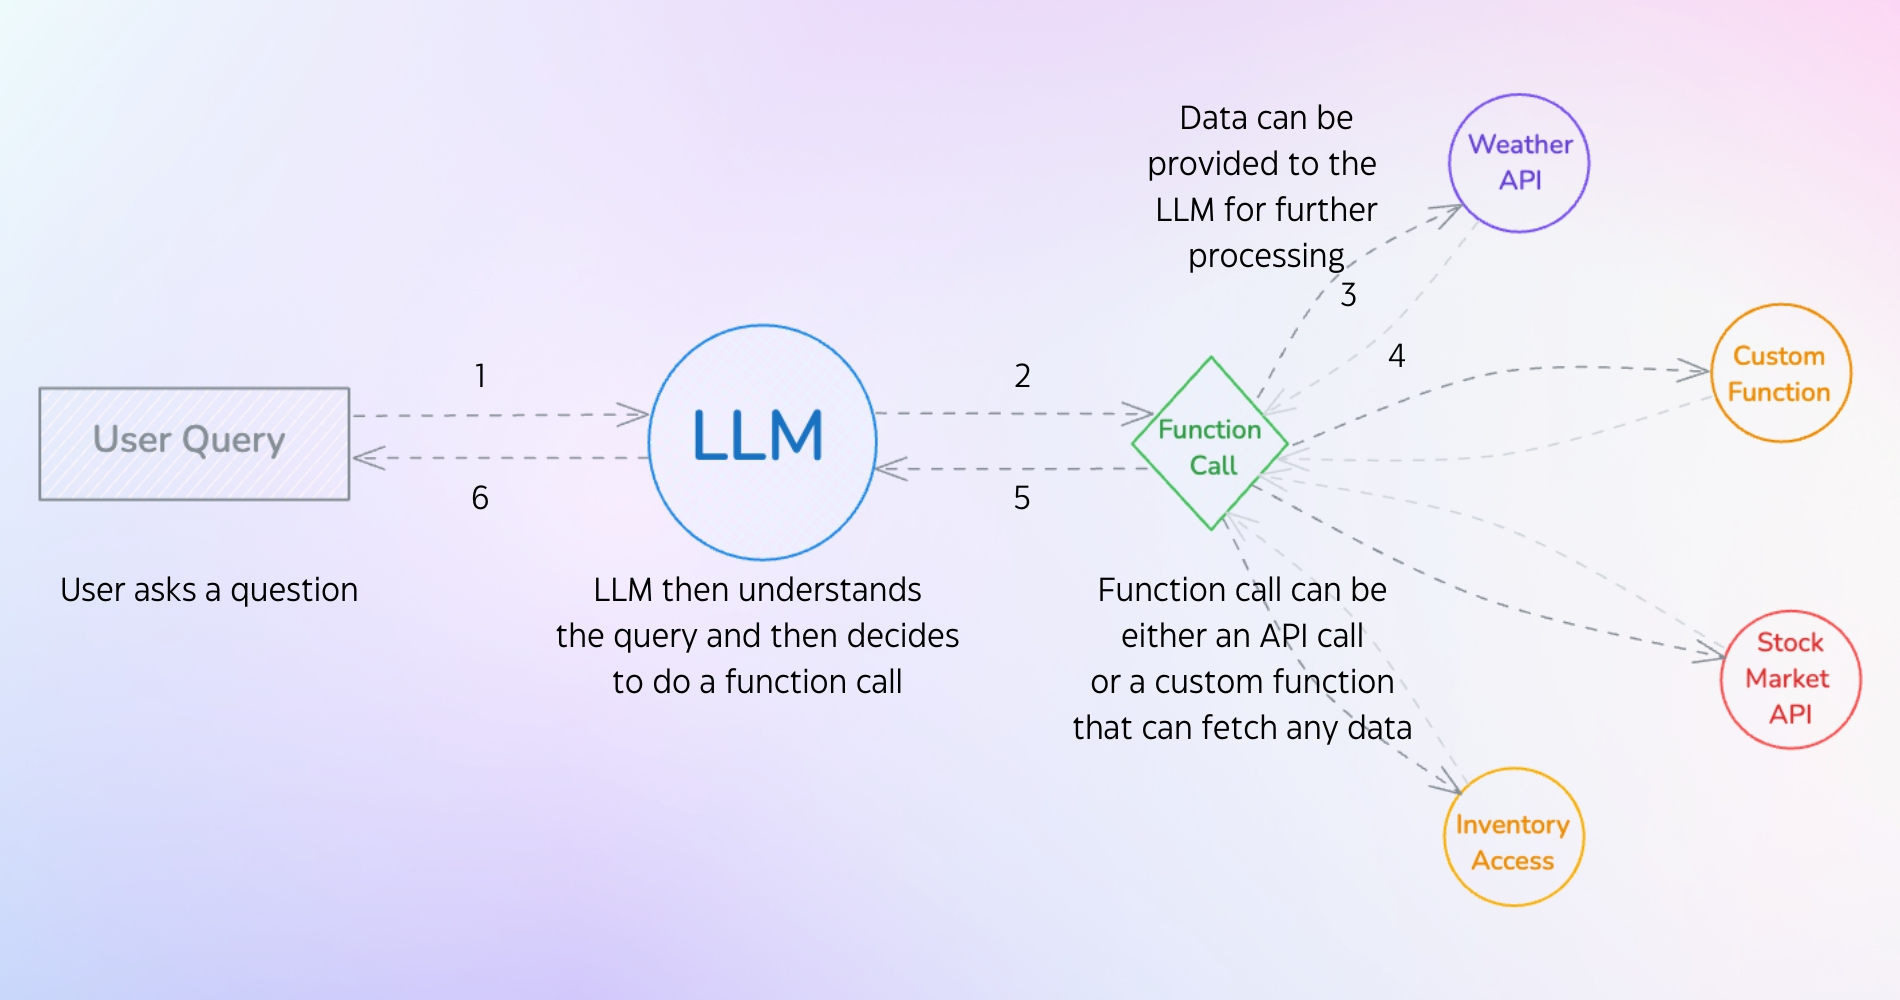 Data can be
provided to the
LLM for further
processing
Weather
API
3
4
Custom
Function
1
2
User Query
LLM
Function
Call
6
5
User asks a question
LLM then understands
the query and then decides
to do a function call
Function call can be
either an API call
or a custom function
that can fetch any data
Stock
Market
API
Inventory
Access